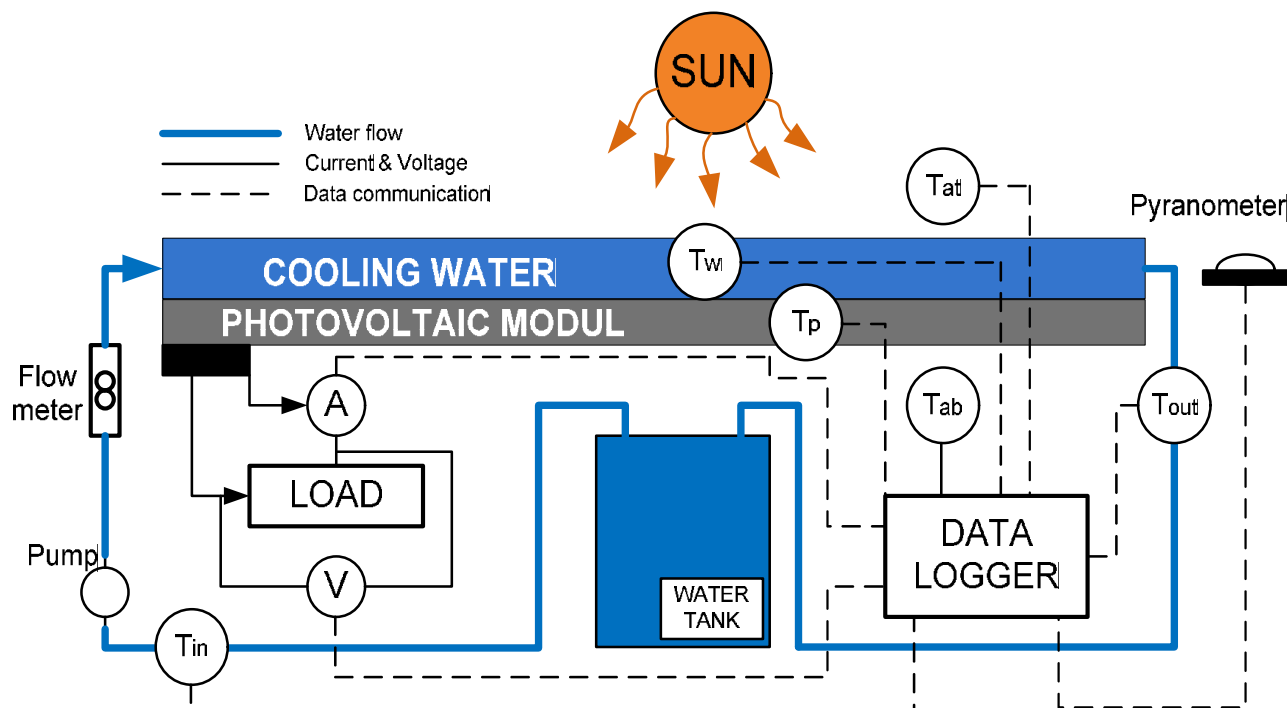 SUN
Water flow
Current & Voltage
Data communication
Tat
Pyranometer
COOLING WATER
Tw
PHOTOVOLTAIC MODUL
Tp
Flow
meter
A
Tab
Tout
LOAD
DATA
LOGGER
Pump
V
WATER
TANK
Tin